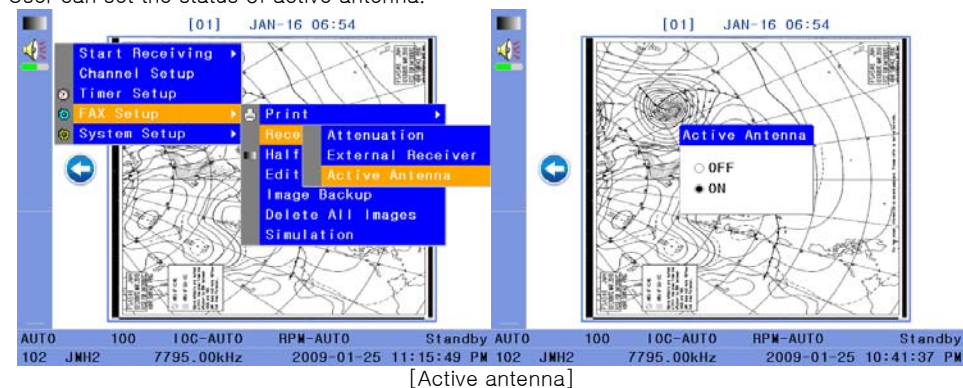 User can set the status of active antenna.
[01] JAN-16 06:54
Start Receiving
Channel Setup
Timer Setup
FAX Setup
System Setup
Print
Rece
Half
Edit
Image Backup
Delete All Images
Simulation
Attenuation
External Receiver
Active Antenna
AUTO 100 IOC-AUTO RPM-AUTO Standby
102 JMH2 7795.00kHz 2009-01-25 11:15:49 PM
[01] JAN-16 06:54
Active Antenna
OFF
ON
AUTO 100 IOC-AUTO RPM-AUTO Standby
102 JMH2 7795.00kHz 2009-01-25 10:41:37 PM
[Active antenna]